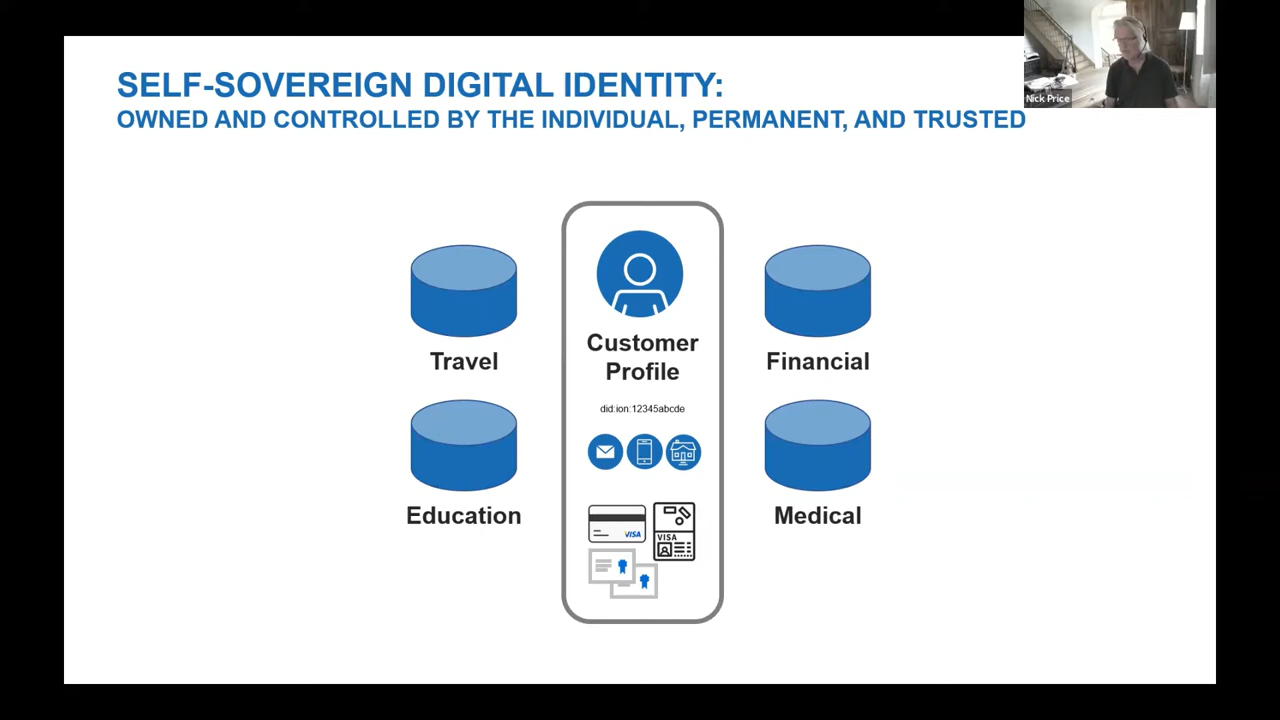 SELF-SOVEREIGN DIGITAL IDENTITY:
OWNED AND CONTROLLED BY THE INDIVIDUAL, PERMANENT, AND TRUSTED
Nick Price
Travel
Education
Customer
Profile
did:ion:12345abcde
VISA
VISA
Financial
Medical